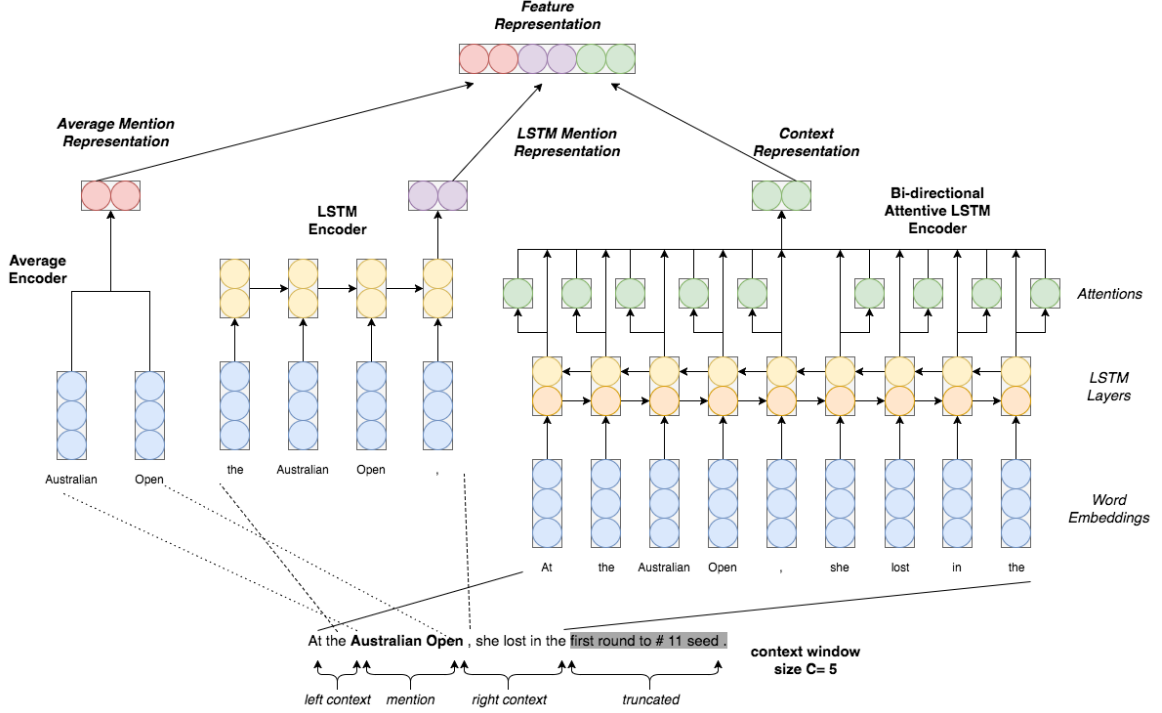 Feature
Representation
Average Mention
Representation
LSTM Mention
Representation
Context
Representation
Average
Encoder
LSTM
Encoder
Bi-directional
Attentive LSTM
Encoder
Attentions
LSTM
Layers
Word
Embeddings
Australian Open
the Australian Open ,
At the Australian Open , she lost in the
At the Australian Open , she lost in the first round to # 11 seed .
context window
size C= 5
left context mention right context truncated